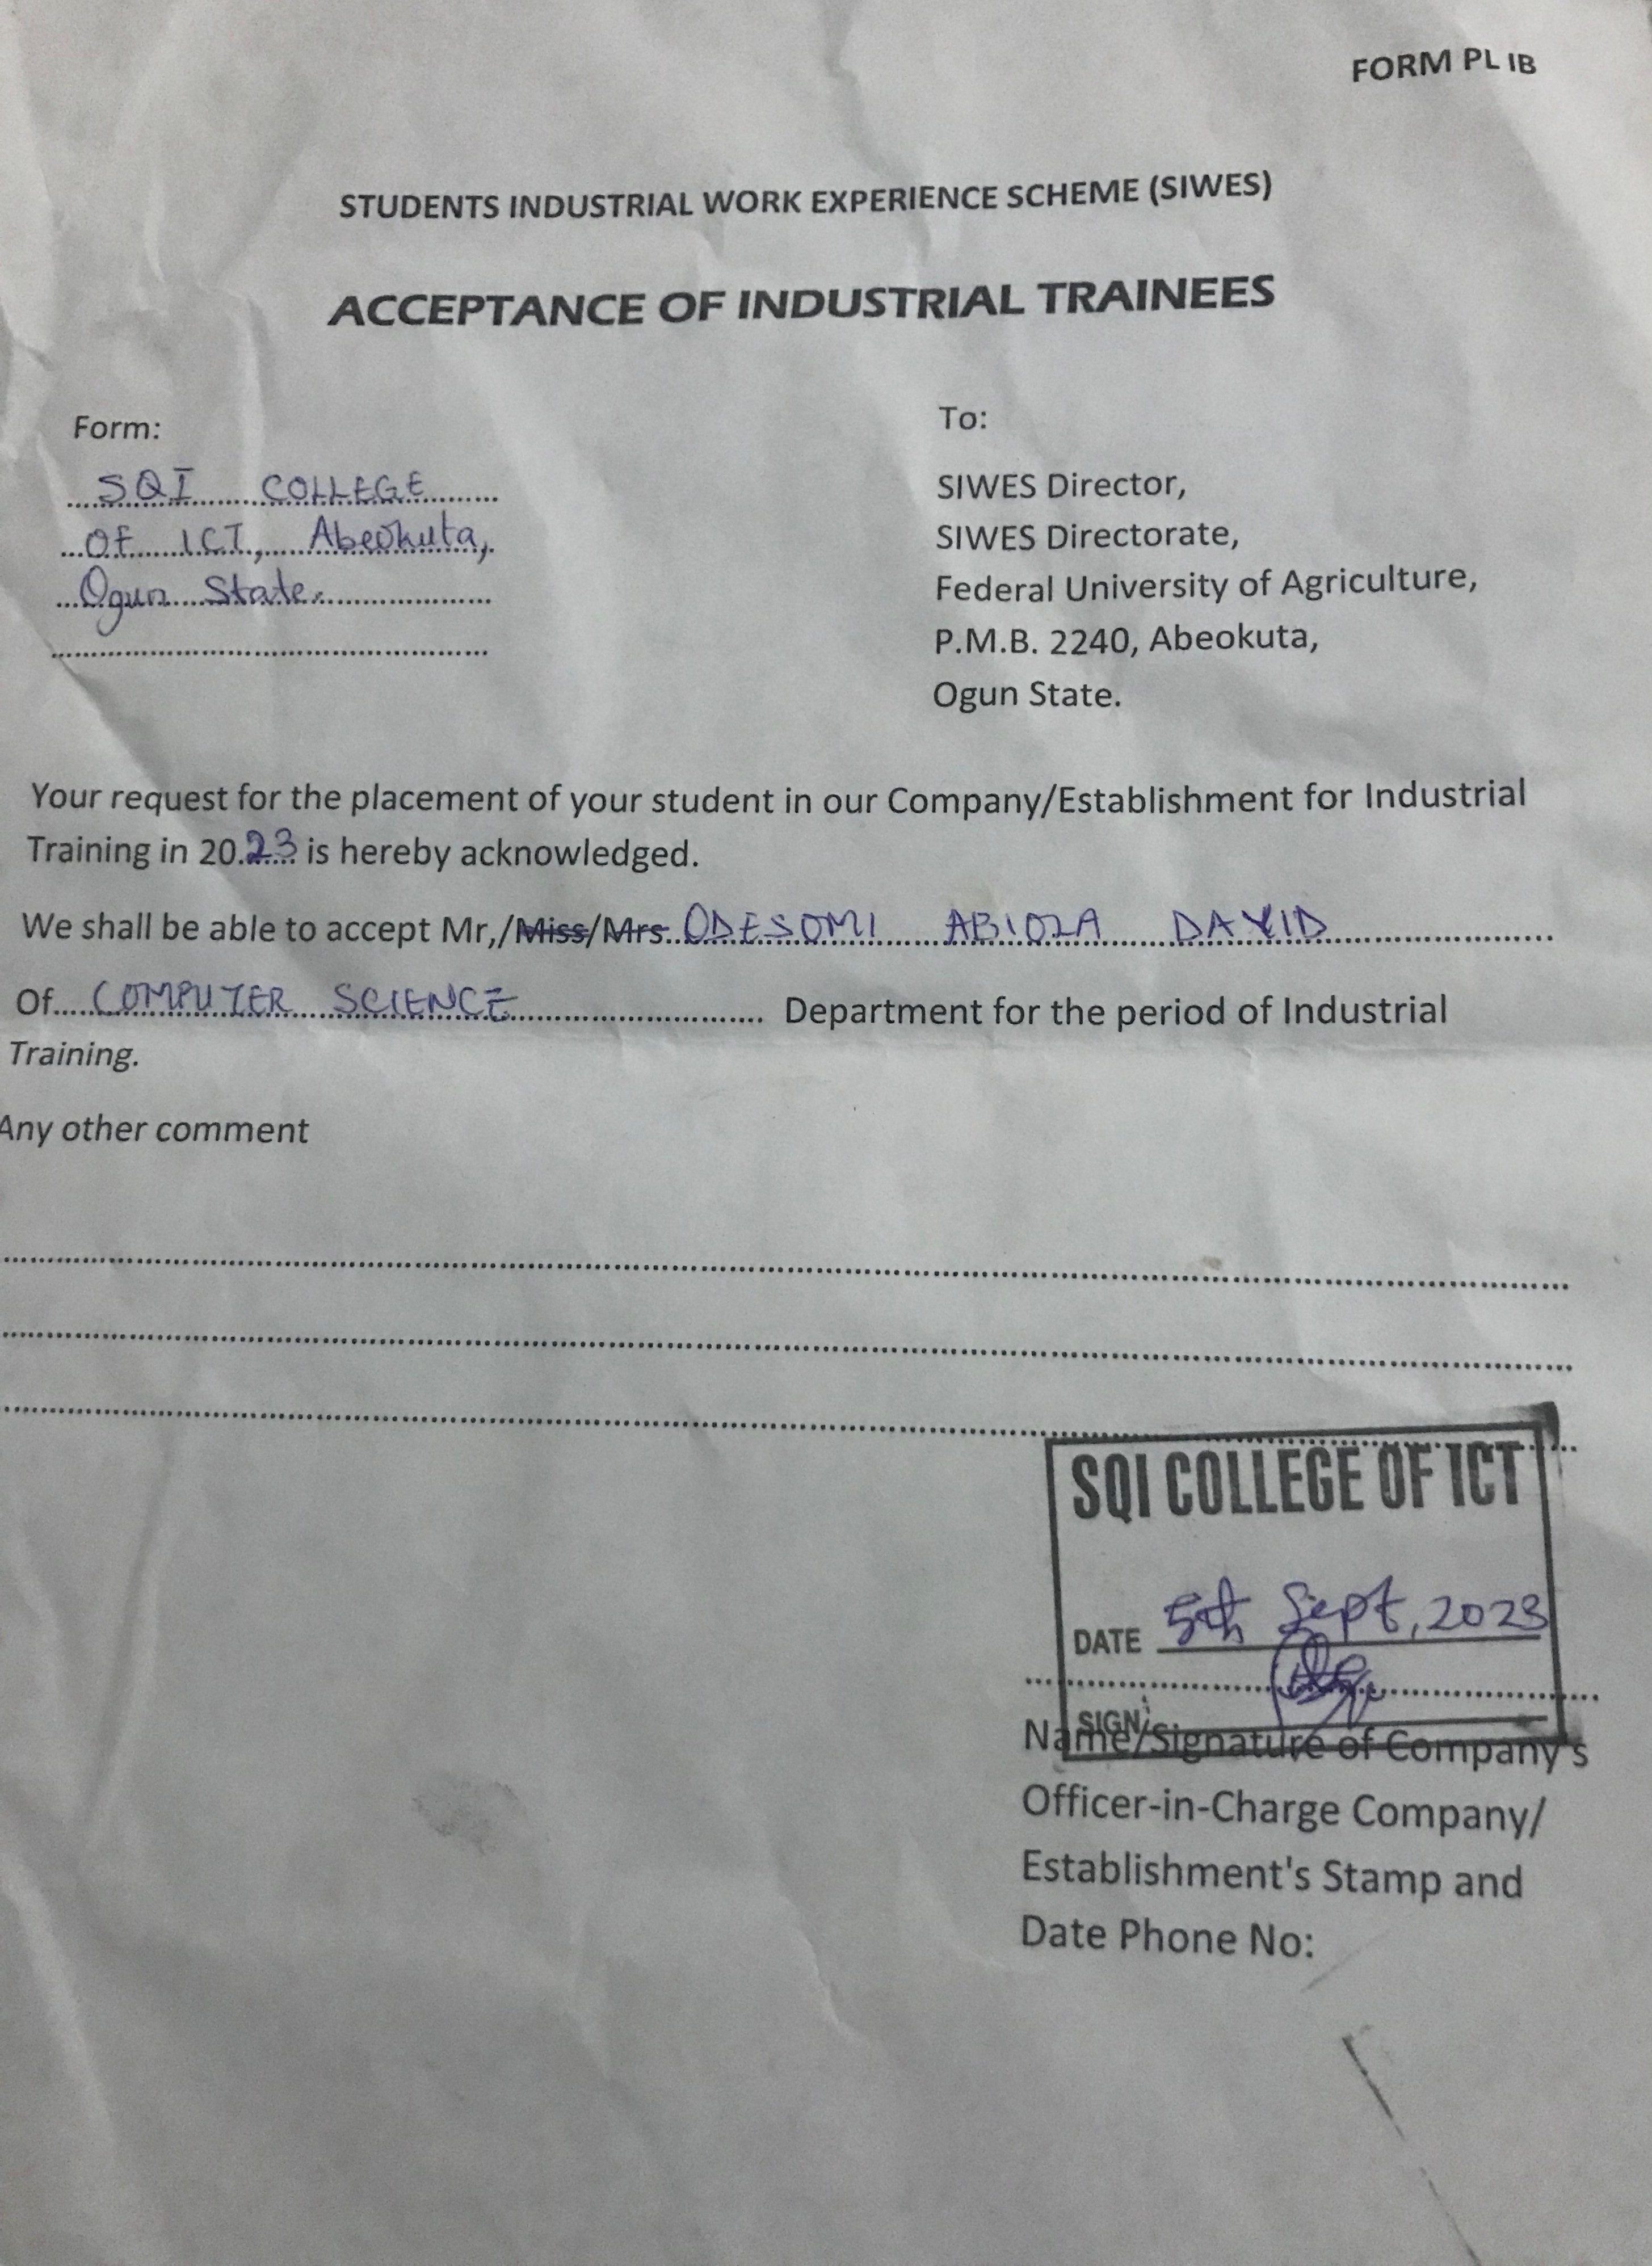 FORM PL IB
STUDENTS INDUSTRIAL WORK EXPERIENCE SCHEME (SIWES)
ACCEPTANCE OF INDUSTRIAL TRAINEES
Form:
SQI COLLEGE
OF ICT, Abeokuta,
Ogun State.
To:
SIWES Director,
SIWES Directorate,
Federal University of Agriculture,
P.M.B. 2240, Abeokuta,
Ogun State.
Your request for the placement of your student in our Company/Establishment for Industrial
Training in 20.23 is hereby acknowledged.
We shall be able to accept Mr,/Miss/Mrs ODESOMI ABIOLA DAVID
Of COMPUTER SCIENCE Department for the period of Industrial
Training.
Any other comment
SQI COLLEGE OF ICT
DATE 5th Sept, 2023
SIGN
Name/Signature of Company's
Officer-in-Charge Company/
Establishment's Stamp and
Date Phone No: